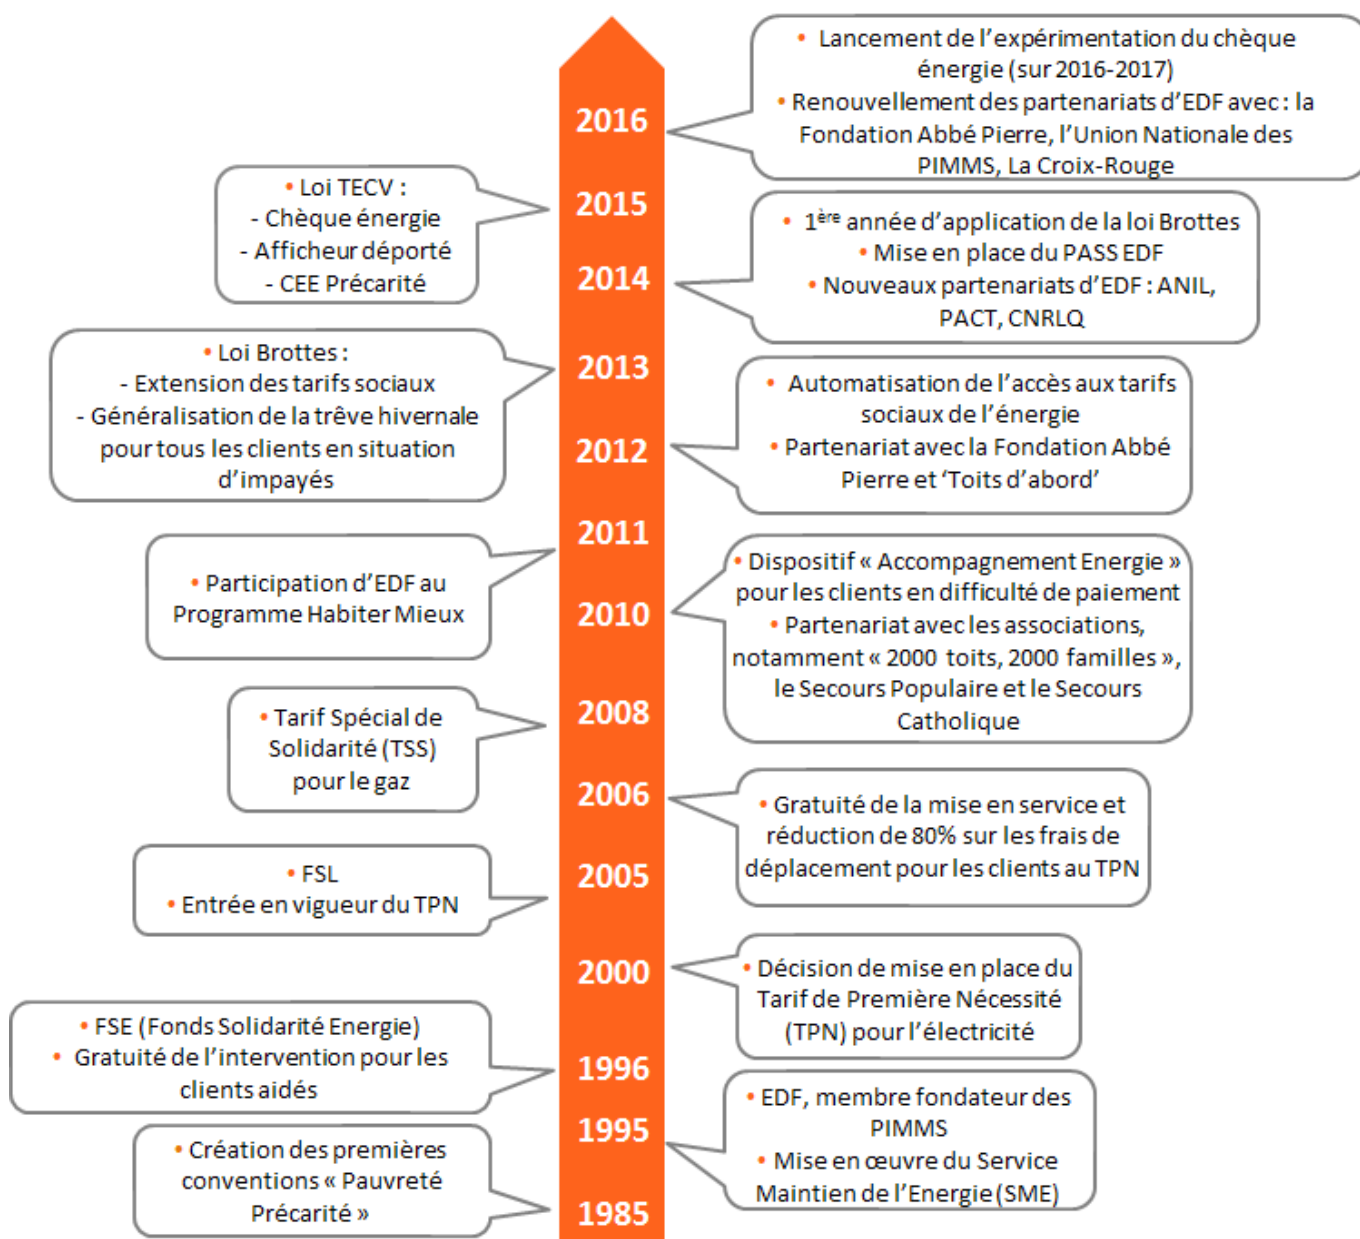 • Lancement de l’expérimentation du chèque
énergie (sur 2016-2017)
• Renouvellement des partenariats d’EDF avec : la
Fondation Abbé Pierre, l’Union Nationale des
PIMMS, La Croix-Rouge
2016
• Loi TECV :
- Chèque énergie
- Afficheur déporté
- CEE Précarité
2015
• 1ère année d’application de la loi Brottes
• Mise en place du PASS EDF
• Nouveaux partenariats d’EDF : ANIL,
PACT, CNRLQ
2014
• Loi Brottes :
- Extension des tarifs sociaux
- Généralisation de la trêve hivernale
pour tous les clients en situation
d’impayés
2013
• Automatisation de l’accès aux tarifs
sociaux de l’énergie
• Partenariat avec la Fondation Abbé
Pierre et ‘Toits d’abord’
2012
2011
• Participation d’EDF au
Programme Habiter Mieux
• Dispositif « Accompagnement Energie »
pour les clients en difficulté de paiement
• Partenariat avec les associations,
notamment « 2000 toits, 2000 familles »,
le Secours Populaire et le Secours
Catholique
2010
• Tarif Spécial de
Solidarité (TSS)
pour le gaz
2008
2006
• Gratuité de la mise en service et
réduction de 80% sur les frais de
déplacement pour les clients au TPN
• FSL
• Entrée en vigueur du TPN
2005
2000
• Décision de mise en place du
Tarif de Première Nécessité
(TPN) pour l’électricité
• FSE (Fonds Solidarité Energie)
• Gratuité de l’intervention pour les
clients aidés
1996
• EDF, membre fondateur des
PIMMS
• Mise en œuvre du Service
Maintien de l’Energie (SME)
1995
• Création des premières
conventions « Pauvreté
Précarité »
1985